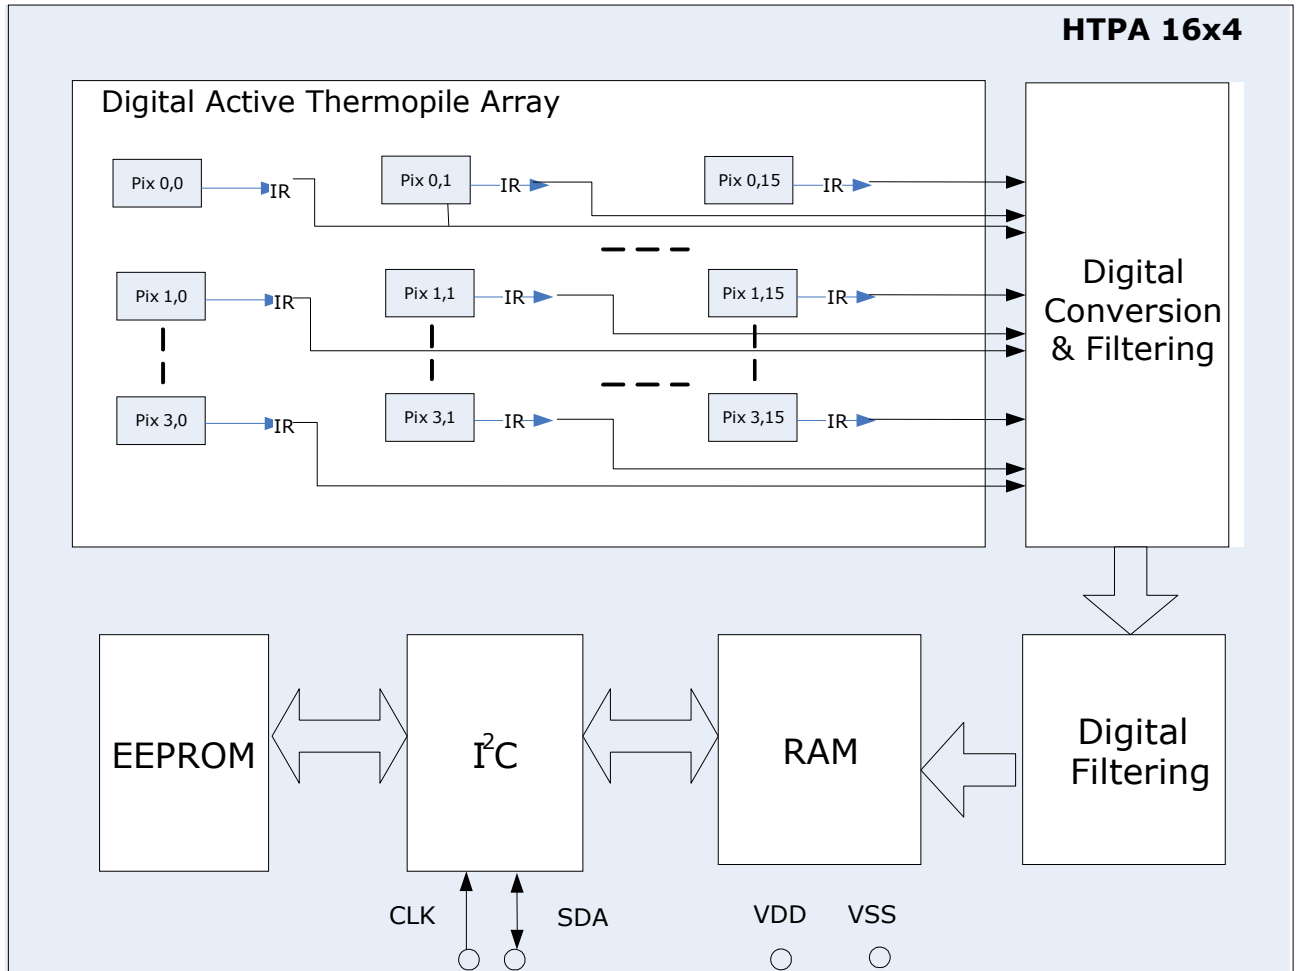 HTPA 16x4
Digital Active Thermopile Array
Pix 0,0
IR
Pix 0,1
IR
Pix 0,15
IR
Pix 1,0
IR
Pix 1,1
IR
Pix 1,15
IR
Pix 3,0
IR
Pix 3,1
IR
Pix 3,15
IR
Digital
Conversion
& Filtering
EEPROM
I²C
RAM
Digital
Filtering
CLK
SDA
VDD
VSS